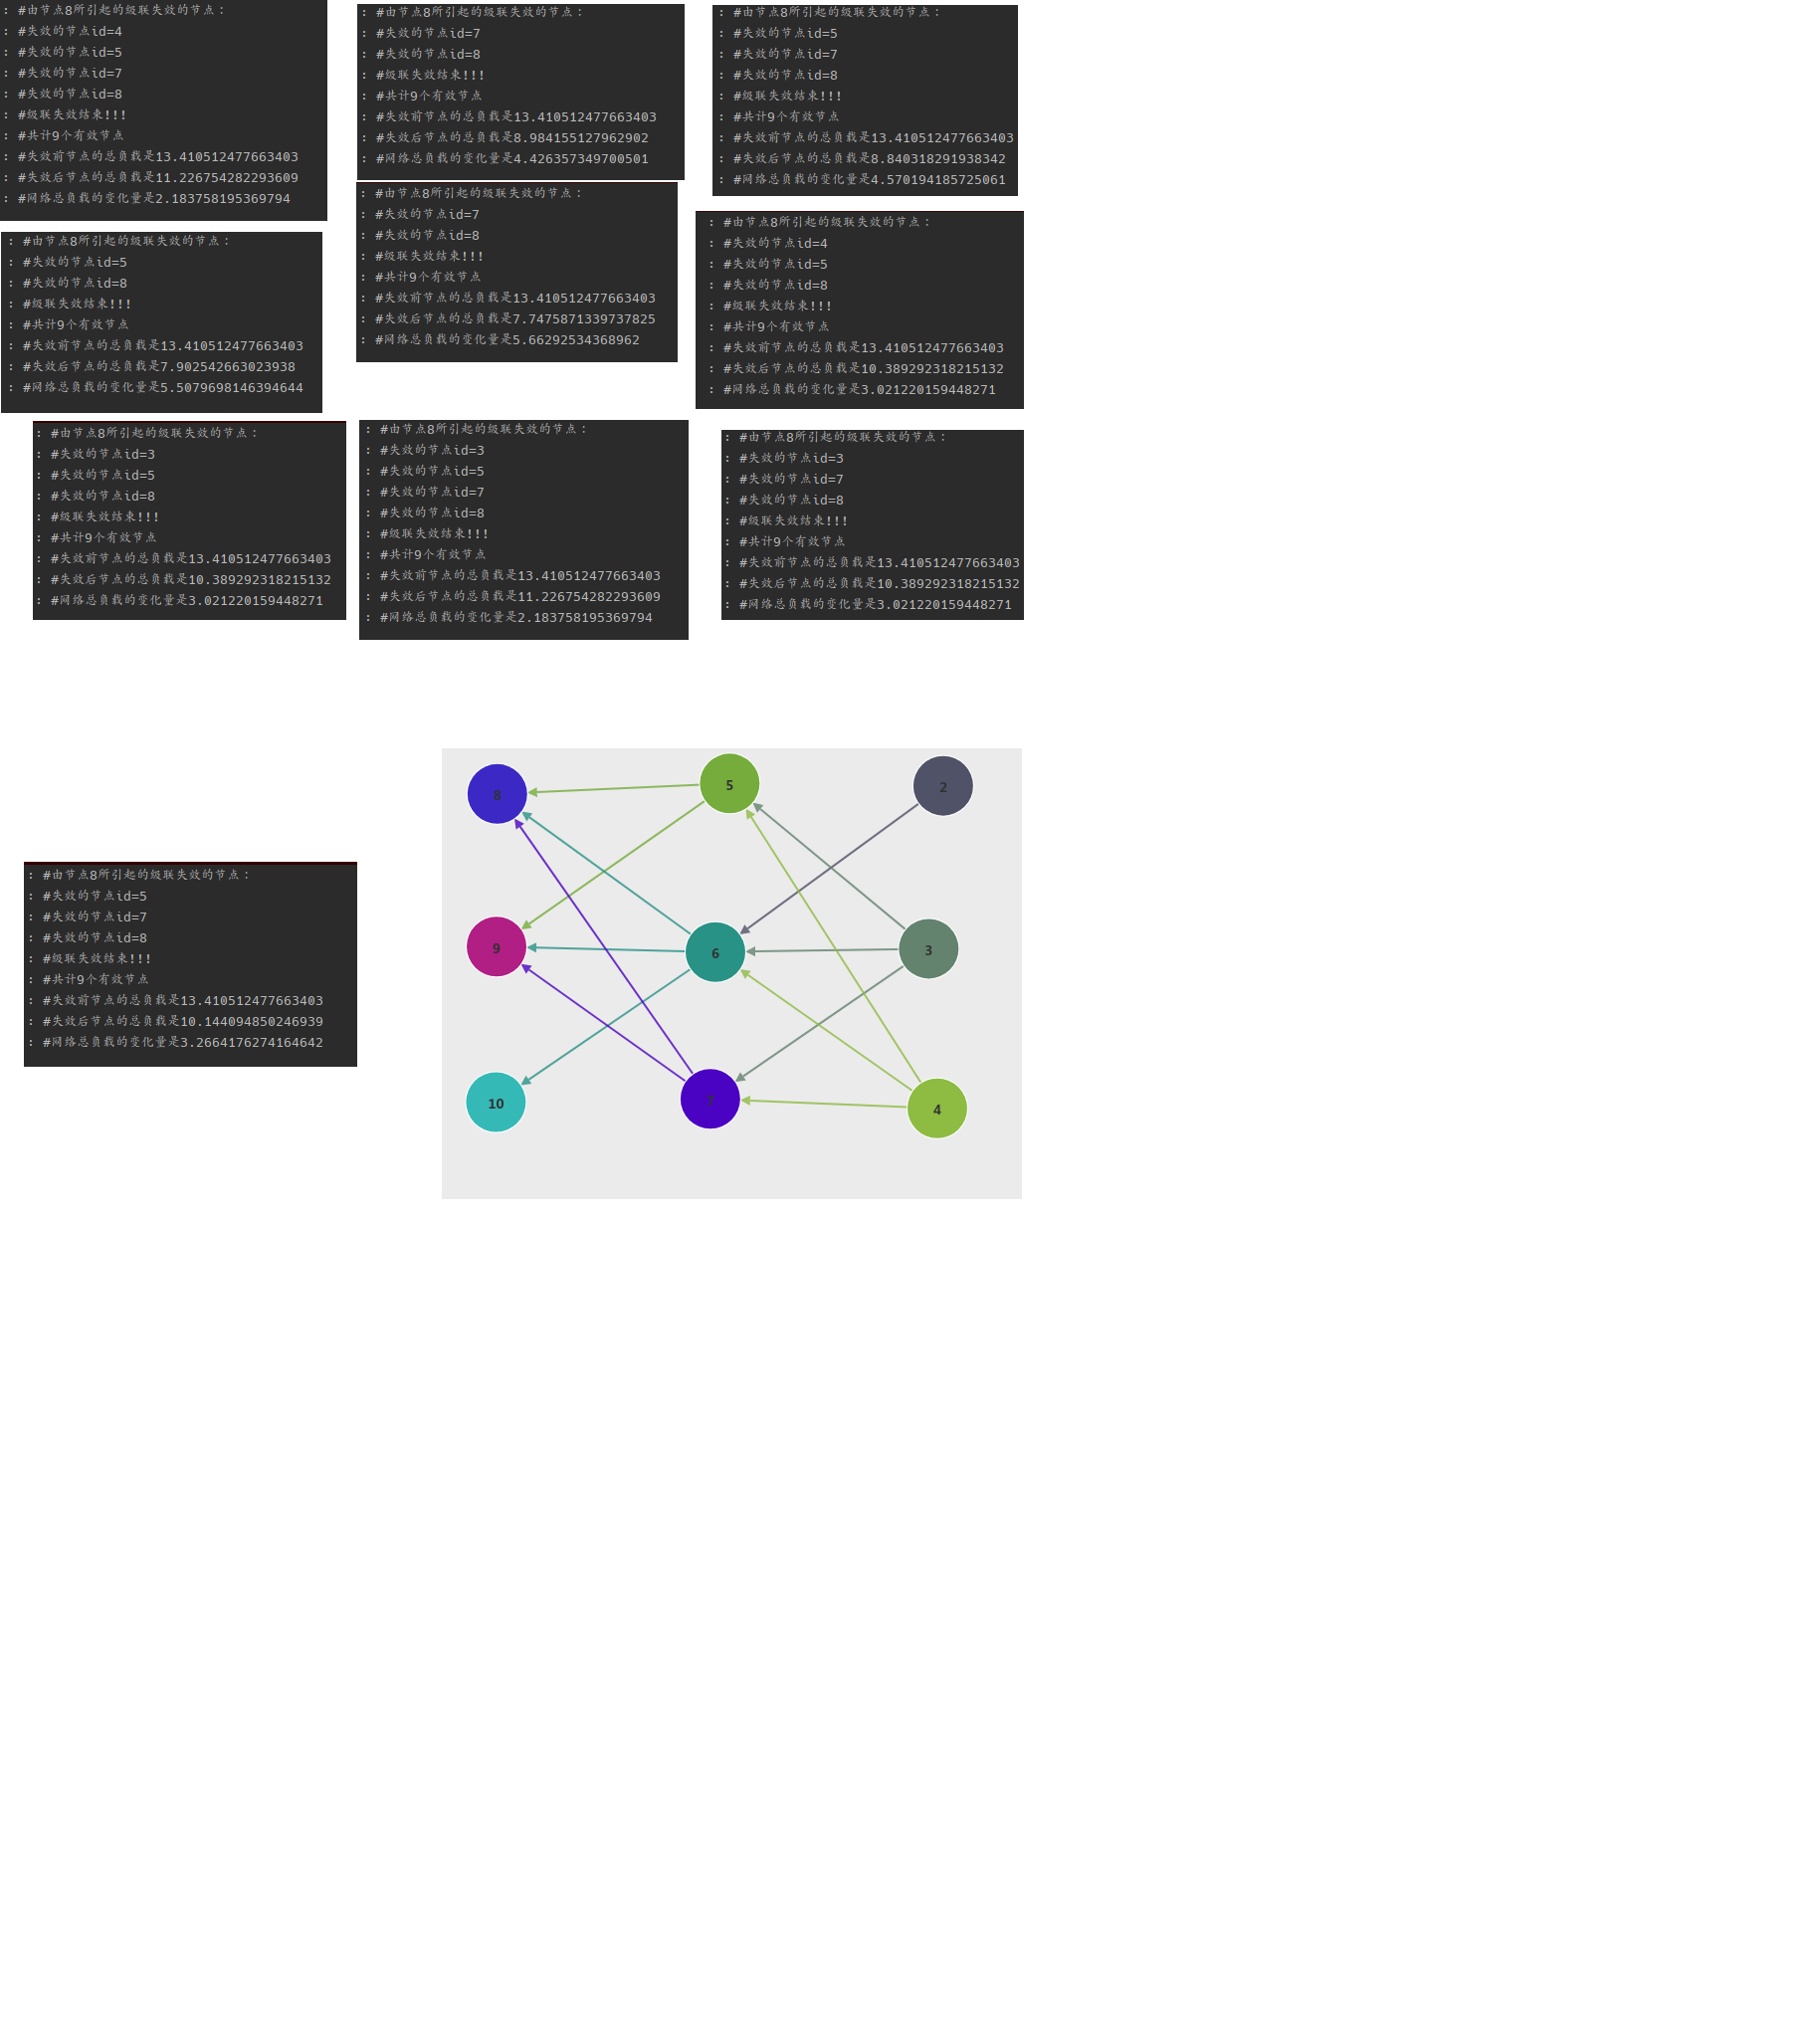 : #由节点8所引起的级联失效的节点：
: #失效的节点id=4
: #失效的节点id=5
: #失效的节点id=7
: #失效的节点id=8
: #级联失效结束!!!
: #共计9个有效节点
: #失效前节点的总负载是13.410512477663403
: #失效后节点的总负载是11.226754282293609
: #网络总负载的变化量是2.183758195369794
: #由节点8所引起的级联失效的节点：
: #失效的节点id=7
: #失效的节点id=8
: #级联失效结束!!!
: #共计9个有效节点
: #失效前节点的总负载是13.410512477663403
: #失效后节点的总负载是8.984155127962902
: #网络总负载的变化量是4.426357349700501
: #由节点8所引起的级联失效的节点：
: #失效的节点id=5
: #失效的节点id=7
: #失效的节点id=8
: #级联失效结束!!!
: #共计9个有效节点
: #失效前节点的总负载是13.410512477663403
: #失效后节点的总负载是8.840318291938342
: #网络总负载的变化量是4.570194185725061
: #由节点8所引起的级联失效的节点：
: #失效的节点id=5
: #失效的节点id=8
: #级联失效结束!!!
: #共计9个有效节点
: #失效前节点的总负载是13.410512477663403
: #失效后节点的总负载是7.902542663023938
: #网络总负载的变化量是5.5079698146394644
: #由节点8所引起的级联失效的节点：
: #失效的节点id=7
: #失效的节点id=8
: #级联失效结束!!!
: #共计9个有效节点
: #失效前节点的总负载是13.410512477663403
: #失效后节点的总负载是7.7475871339737825
: #网络总负载的变化量是5.66292534368962
: #由节点8所引起的级联失效的节点：
: #失效的节点id=4
: #失效的节点id=5
: #失效的节点id=8
: #级联失效结束!!!
: #共计9个有效节点
: #失效前节点的总负载是13.410512477663403
: #失效后节点的总负载是10.389292318215132
: #网络总负载的变化量是3.021220159448271
: #由节点8所引起的级联失效的节点：
: #失效的节点id=3
: #失效的节点id=5
: #失效的节点id=8
: #级联失效结束!!!
: #共计9个有效节点
: #失效前节点的总负载是13.410512477663403
: #失效后节点的总负载是10.389292318215132
: #网络总负载的变化量是3.021220159448271
: #由节点8所引起的级联失效的节点：
: #失效的节点id=3
: #失效的节点id=5
: #失效的节点id=7
: #失效的节点id=8
: #级联失效结束!!!
: #共计9个有效节点
: #失效前节点的总负载是13.410512477663403
: #失效后节点的总负载是11.226754282293609
: #网络总负载的变化量是2.183758195369794
: #由节点8所引起的级联失效的节点：
: #失效的节点id=3
: #失效的节点id=7
: #失效的节点id=8
: #级联失效结束!!!
: #共计9个有效节点
: #失效前节点的总负载是13.410512477663403
: #失效后节点的总负载是10.389292318215132
: #网络总负载的变化量是3.021220159448271
: #由节点8所引起的级联失效的节点：
: #失效的节点id=5
: #失效的节点id=7
: #失效的节点id=8
: #级联失效结束!!!
: #共计9个有效节点
: #失效前节点的总负载是13.410512477663403
: #失效后节点的总负载是10.144094850246939
: #网络总负载的变化量是3.2664176274164642
8
5
2
9
6
3
10
7
4